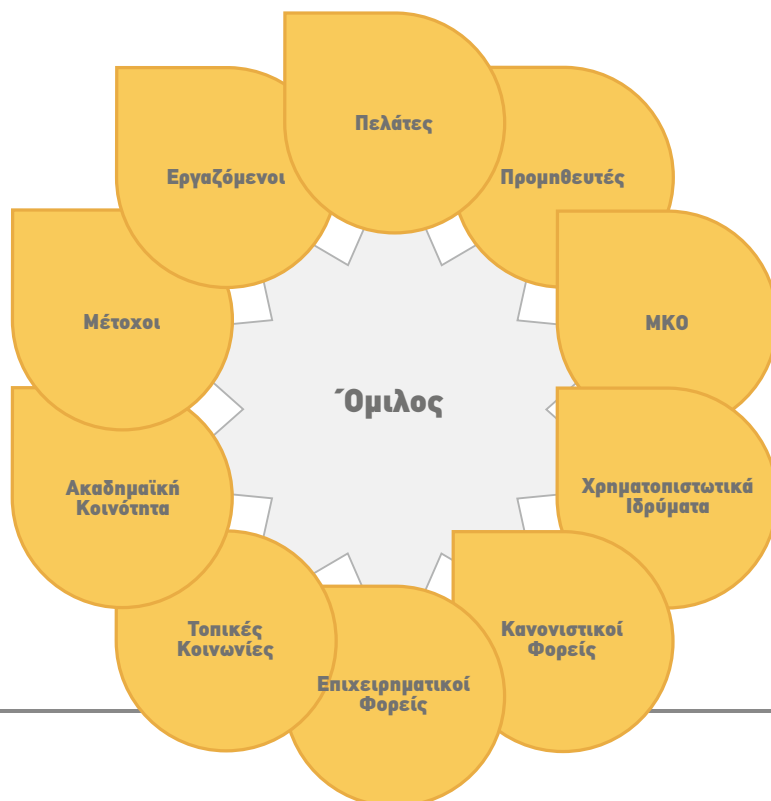 Πελάτες
Προμηθευτές
ΜΚΟ
Χρηματοπιστωτικά
Ιδρύματα
Κανονιστικοί
Φορείς
Επιχειρηματικοί
Φορείς
Τοπικές
Κοινωνίες
Ακαδημαϊκή
Κοινότητα
Μέτοχοι
Εργαζόμενοι
Όμιλος